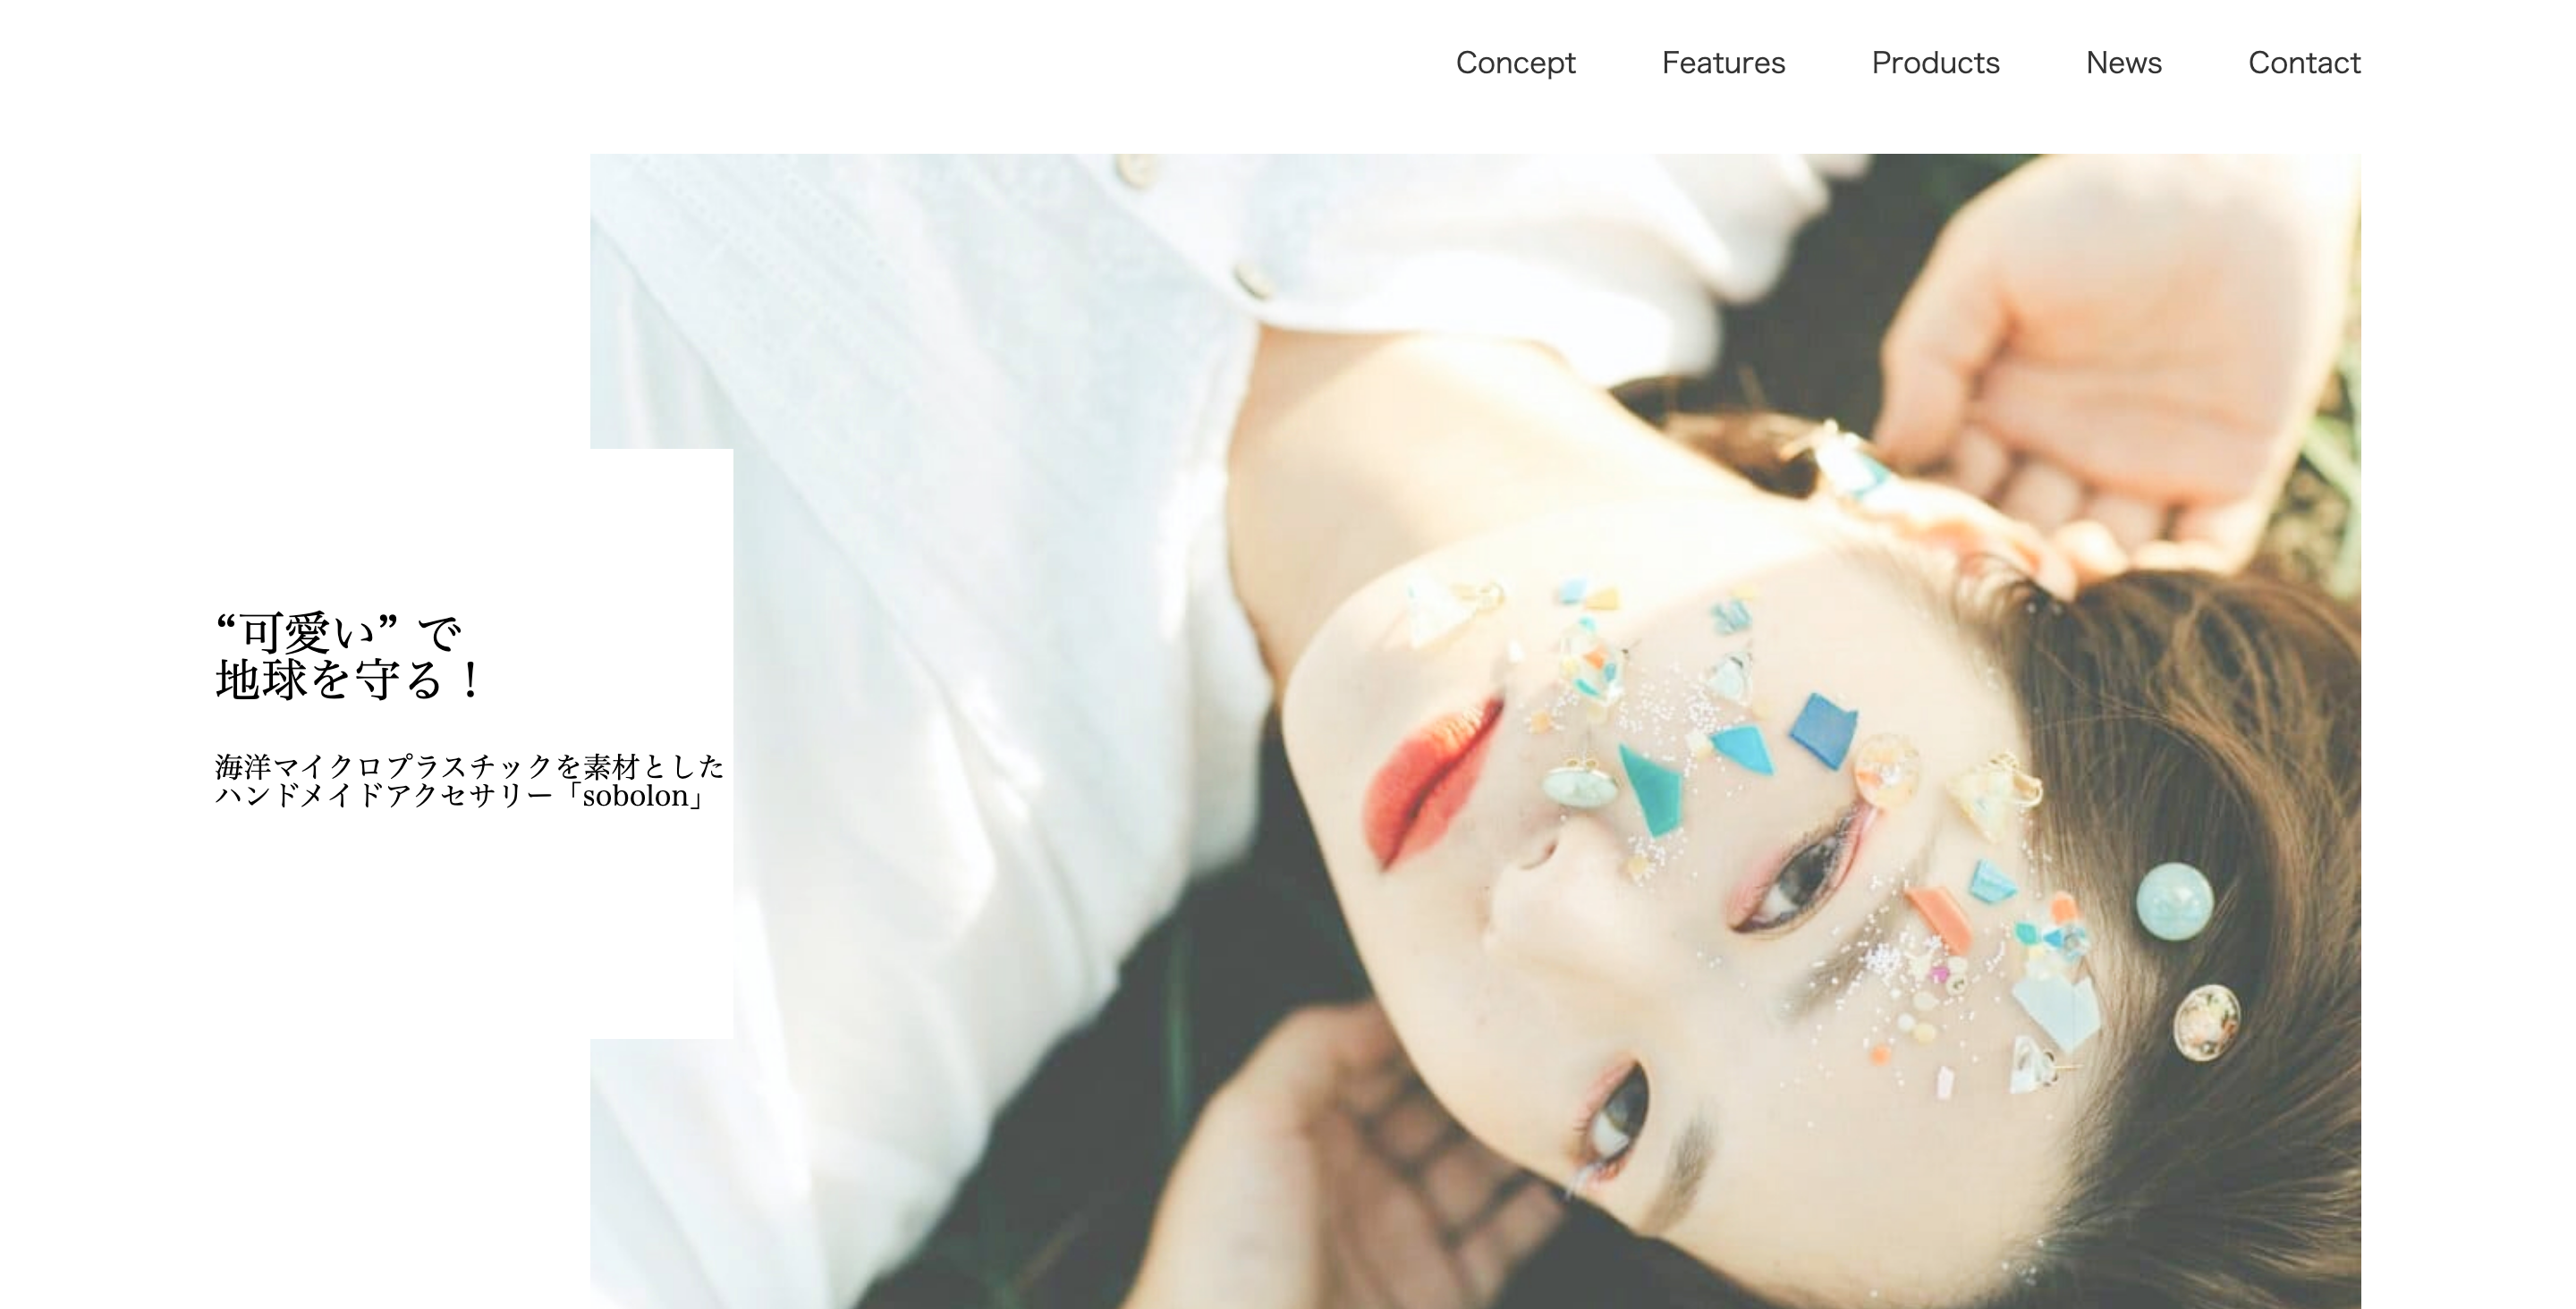 Concept Features Products News Contact
“可愛い” で
地球を守る！
海洋マイクロプラスチックを素材とした
ハンドメイドアクセサリー「sobolon」